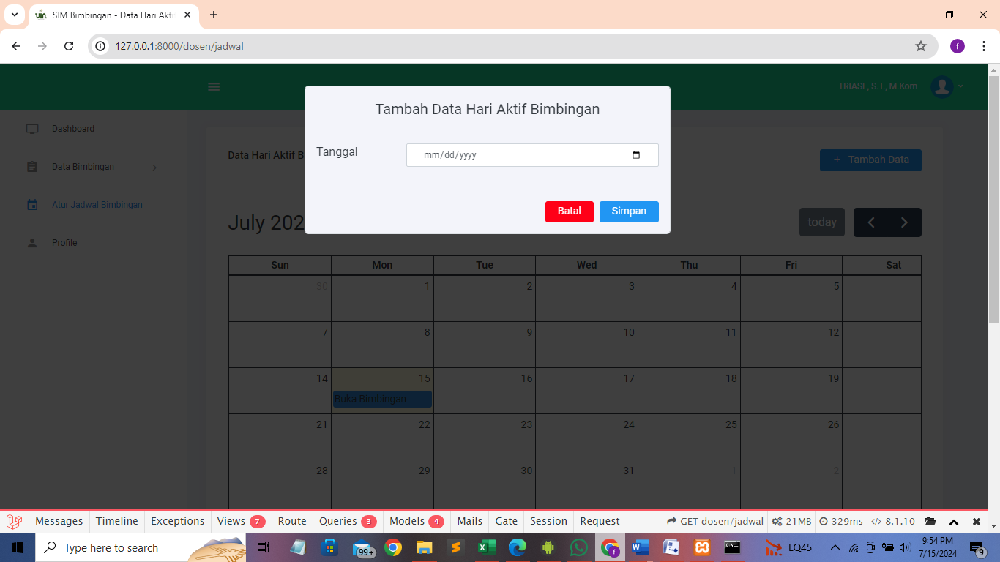 SIM Bimbingan - Data Hari Akti
127.0.0.1:8000/dosen/jadwal
f
TRIASE, S.T., M.Kom
Tambah Data Hari Aktif Bimbingan
Tanggal
mm/dd/yyyy
Batal
Simpan
Dashboard
Data Bimbingan
Atur Jadwal Bimbingan
Profile
Data Hari Aktif B
+ Tambah Data
July 202
today
Sun Mon Tue Wed Thu Fri Sat
30 1 2 3 4 5
7 8 9 10 11 12
14 15 16 17 18 19
Buka Bimbingan
21 22 23 24 25 26
28 29 30 31 1 2
Messages Timeline Exceptions Views 7 Route Queries 3 Models 4 Mails Gate Session Request GET dosen/jadwal 21MB 329ms 8.1.10
Type here to search
99+
f
LQ45
9:54 PM
7/15/2024
9